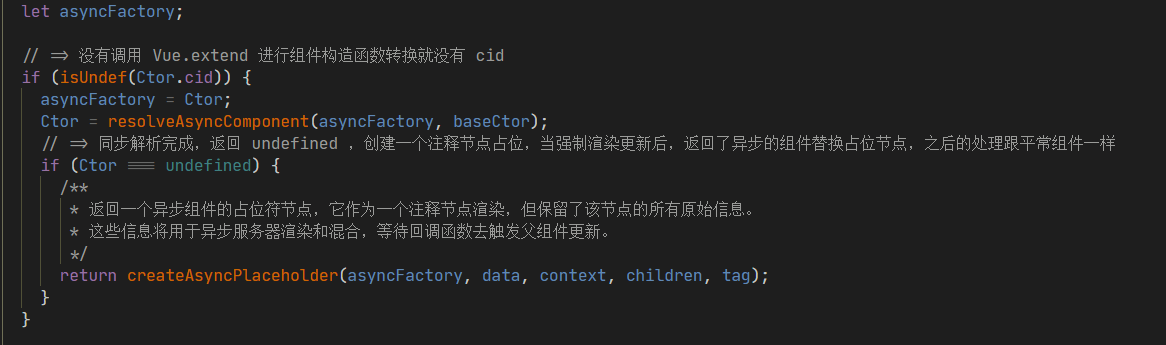 let asyncFactory;
// => 没有调用 Vue.extend 进行组件构造函数转换就没有 cid
if (isUndef(Ctor.cid)) {
asyncFactory = Ctor;
Ctor = resolveAsyncComponent(asyncFactory, baseCtor);
// => 同步解析完成，返回 undefined ，创建一个注释节点占位，当强制渲染更新后，返回了异步的组件替换占位节点，之后的处理跟平常组件一样
if (Ctor === undefined) {
/**
* 返回一个异步组件的占位符节点，它作为一个注释节点渲染，但保留了该节点的所有原始信息。
* 这些信息将用于异步服务器渲染和混合，等待回调函数去触发父组件更新。
*/
return createAsyncPlaceholder(asyncFactory, data, context, children, tag);
}
}